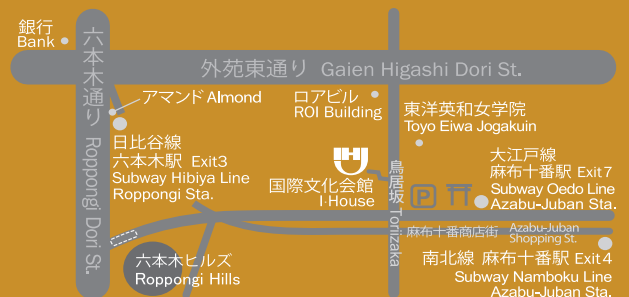 銀行
Bank
六本木通り Roppongi Dori St.
外苑東通り Gaien Higashi Dori St.
アマンド Almond
ロアビル
ROI Building
東洋英和女学院
Toyo Eiwa Jogakuin
日比谷線
六本木駅 Exit3
Subway Hibiya Line
Roppongi Sta.
国際文化会館
I·House
鳥居坂 Toriizaka
P
大江戸線
麻布十番駅 Exit7
Subway Oedo Line
Azabu-Juban Sta.
麻布十番商店街
Azabu-Juban
Shopping St.
六本木ヒルズ
Roppongi Hills
南北線 麻布十番駅 Exit4
Subway Namboku Line
Azabu-Juban Sta.